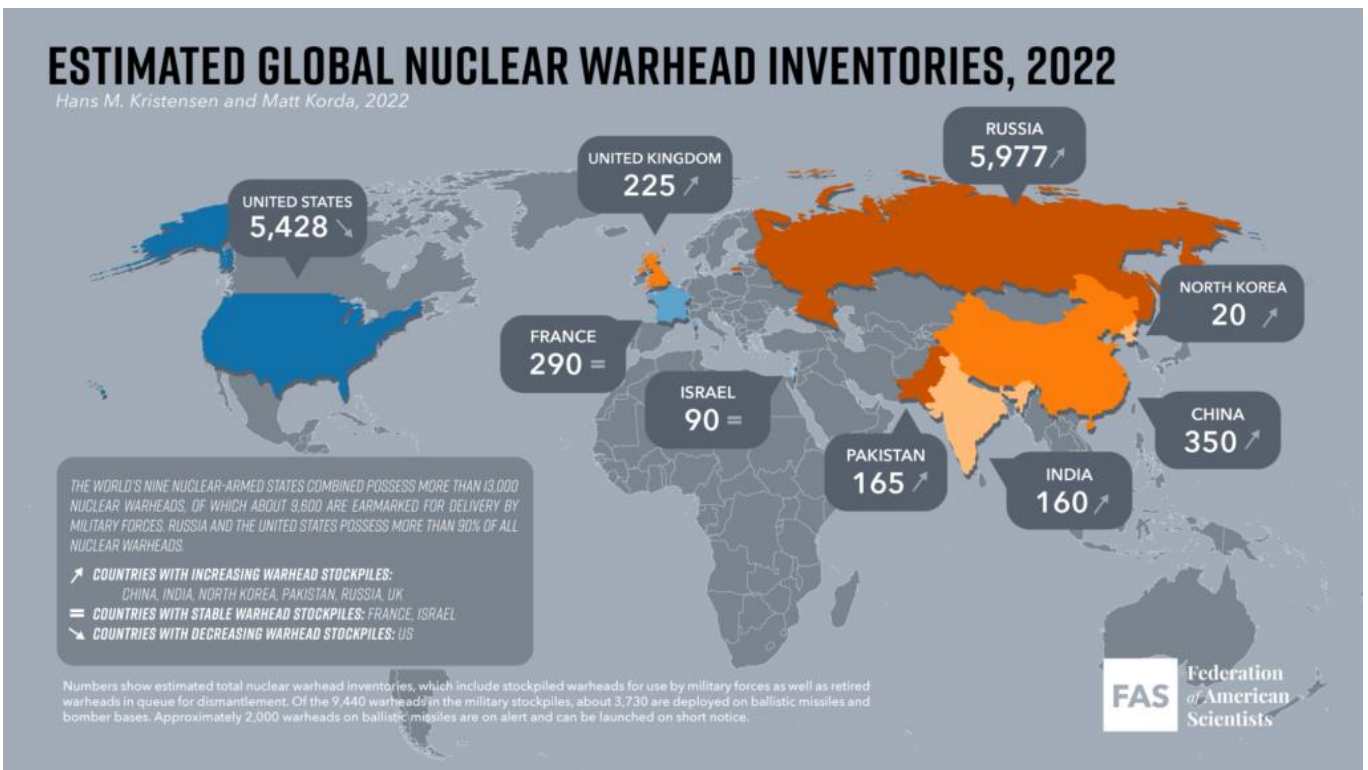 ESTIMATED GLOBAL NUCLEAR WARHEAD INVENTORIES, 2022
Hans M. Kristensen and Matt Korda, 2022
RUSSIA
5,977 ↗
UNITED KINGDOM
225 ↗
UNITED STATES
5,428 ↘
NORTH KOREA
20 ↗
FRANCE
290 =
ISRAEL
90 =
CHINA
350 ↗
PAKISTAN
165 ↗
INDIA
160 ↗
THE WORLD'S NINE NUCLEAR-ARMED STATES COMBINED POSSESS MORE THAN 13,000
NUCLEAR WARHEADS, OF WHICH ABOUT 9,600 ARE EARMARKED FOR DELIVERY BY
MILITARY FORCES. RUSSIA AND THE UNITED STATES POSSESS MORE THAN 90% OF ALL
NUCLEAR WARHEADS.
↗ COUNTRIES WITH INCREASING WARHEAD STOCKPILES:
CHINA, INDIA, NORTH KOREA, PAKISTAN, RUSSIA, UK
= COUNTRIES WITH STABLE WARHEAD STOCKPILES: FRANCE, ISRAEL
↘ COUNTRIES WITH DECREASING WARHEAD STOCKPILES: US
Numbers show estimated total nuclear warhead inventories, which include stockpiled warheads for use by military forces as well as retired
warheads in queue for dismantlement. Of the 9,440 warheads in the military stockpiles, about 3,730 are deployed on ballistic missiles and
bomber bases. Approximately 2,000 warheads on ballistic missiles are on alert and can be launched on short notice.
FAS
Federation
of American
Scientists